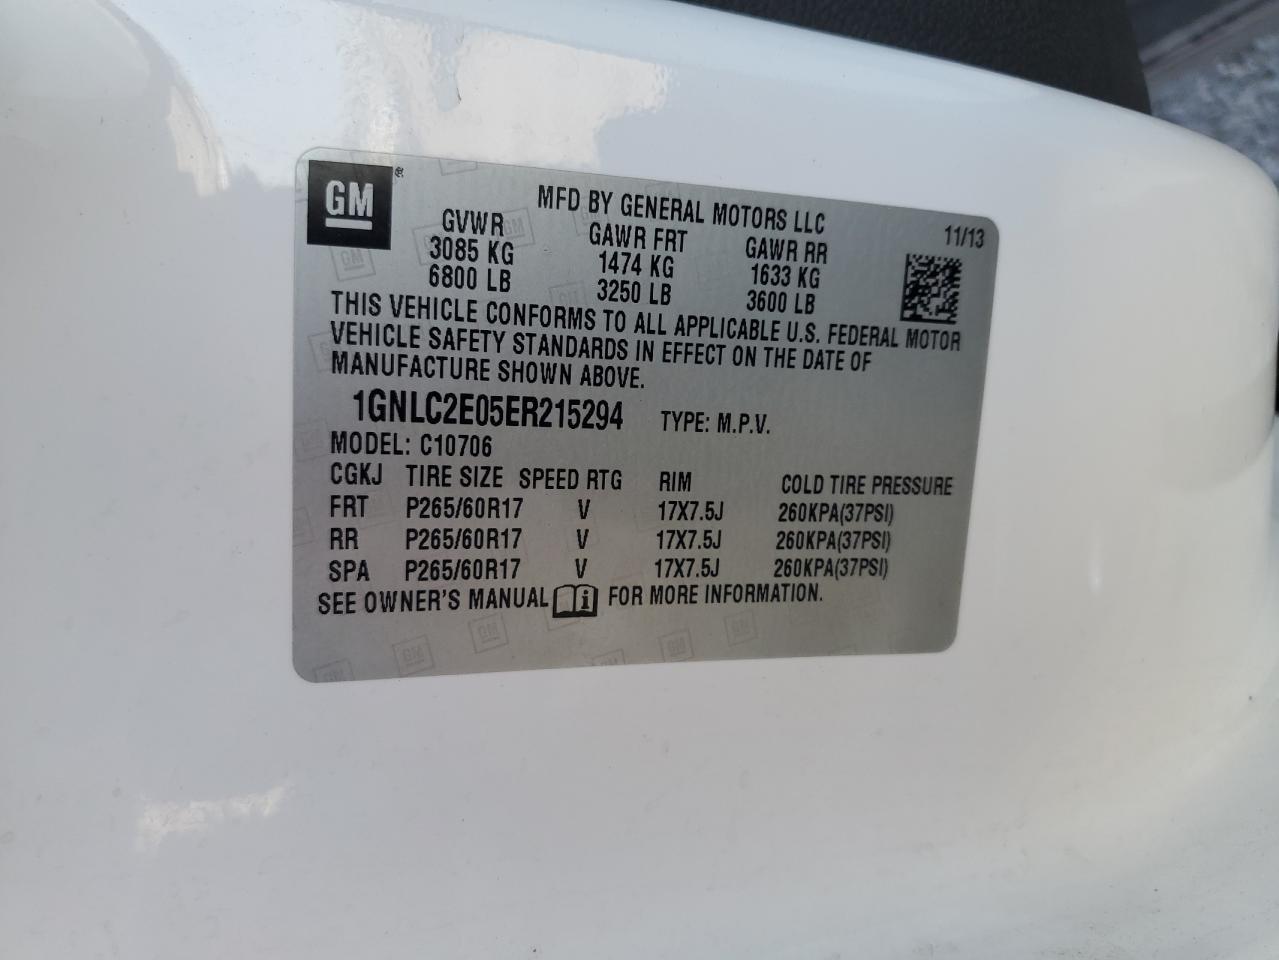 GM ®
MFD BY GENERAL MOTORS LLC
11/13
GVWR GAWR FRT GAWR RR
3085 KG 1474 KG 1633 KG
6800 LB 3250 LB 3600 LB
THIS VEHICLE CONFORMS TO ALL APPLICABLE U.S. FEDERAL MOTOR
VEHICLE SAFETY STANDARDS IN EFFECT ON THE DATE OF
MANUFACTURE SHOWN ABOVE.
1GNLC2E05ER215294 TYPE: M.P.V.
MODEL: C10706
CGKJ TIRE SIZE SPEED RTG RIM COLD TIRE PRESSURE
FRT P265/60R17 V 17X7.5J 260KPA(37PSI)
RR P265/60R17 V 17X7.5J 260KPA(37PSI)
SPA P265/60R17 V 17X7.5J 260KPA(37PSI)
SEE OWNER'S MANUAL i FOR MORE INFORMATION.